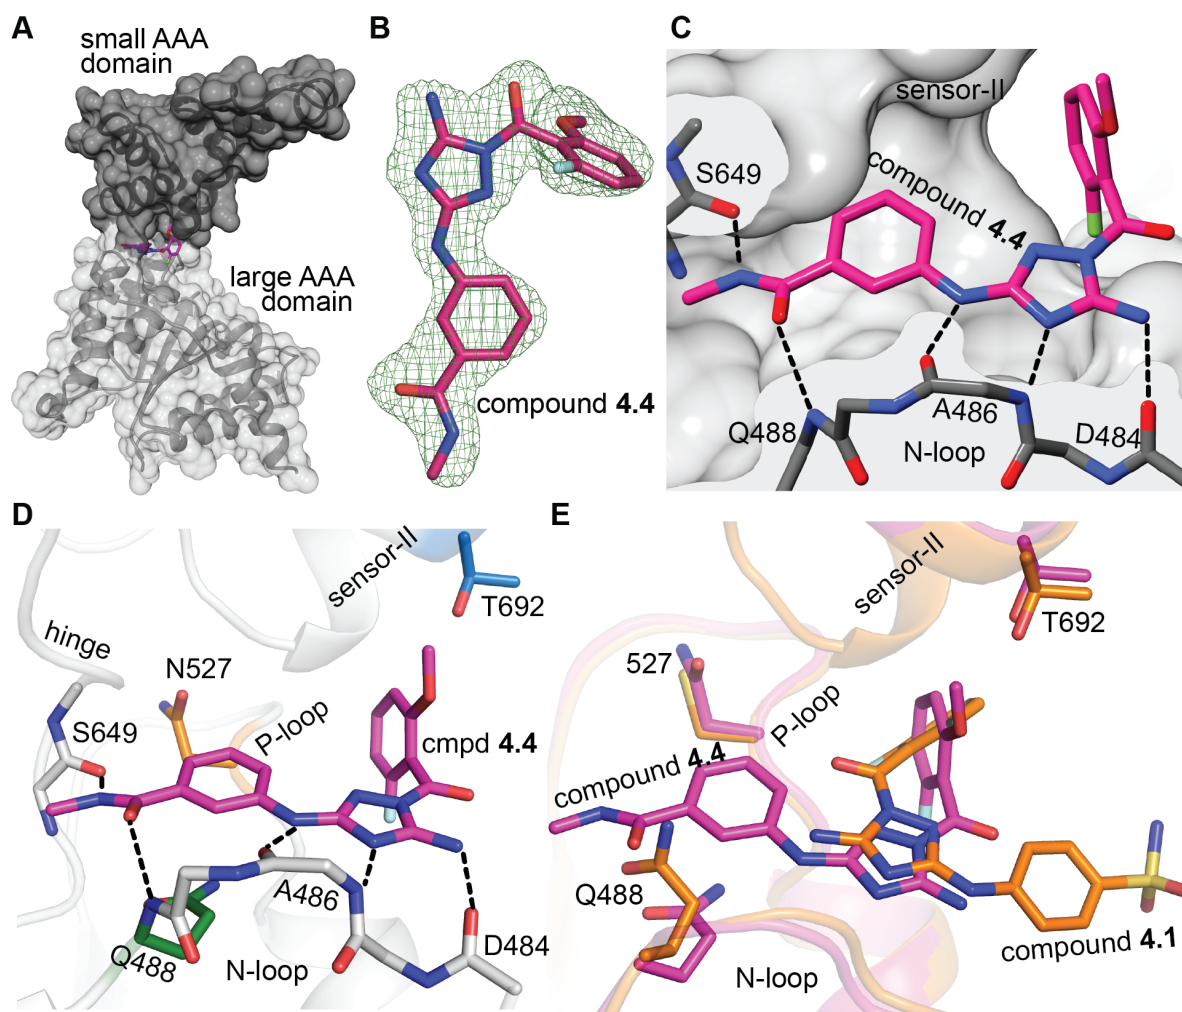 A
small AAA
domain
large AAA
domain
B
compound 4.4
C
sensor-II
S649
compound 4.4
Q488
A486
N-loop
D484
D
sensor-II
T692
hinge
N527
S649
P-loop
cmpd 4.4
A486
Q488
N-loop
D484
E
sensor-II
T692
527
P-loop
compound 4.4
Q488
compound 4.1
N-loop